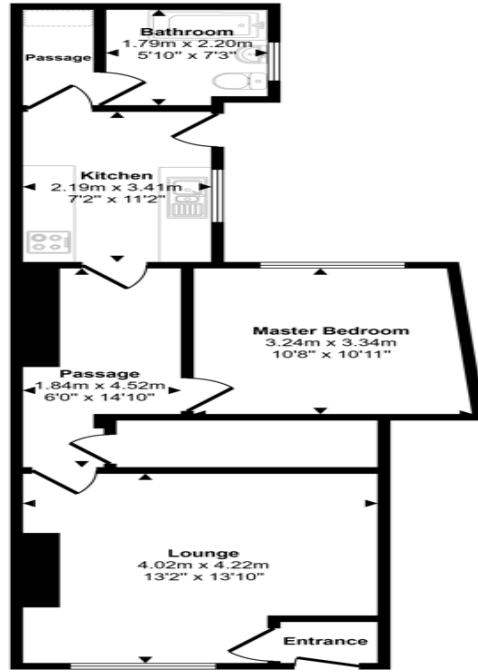 Bathroom
1.79m x 2.20m
5'10" x 7'3"
Passage
Kitchen
2.19m x 3.41m
7'2" x 11'2"
Master Bedroom
3.24m x 3.34m
10'8" x 10'11"
Passage
1.84m x 4.52m
6'0" x 14'10"
Lounge
4.02m x 4.22m
13'2" x 13'10"
Entrance